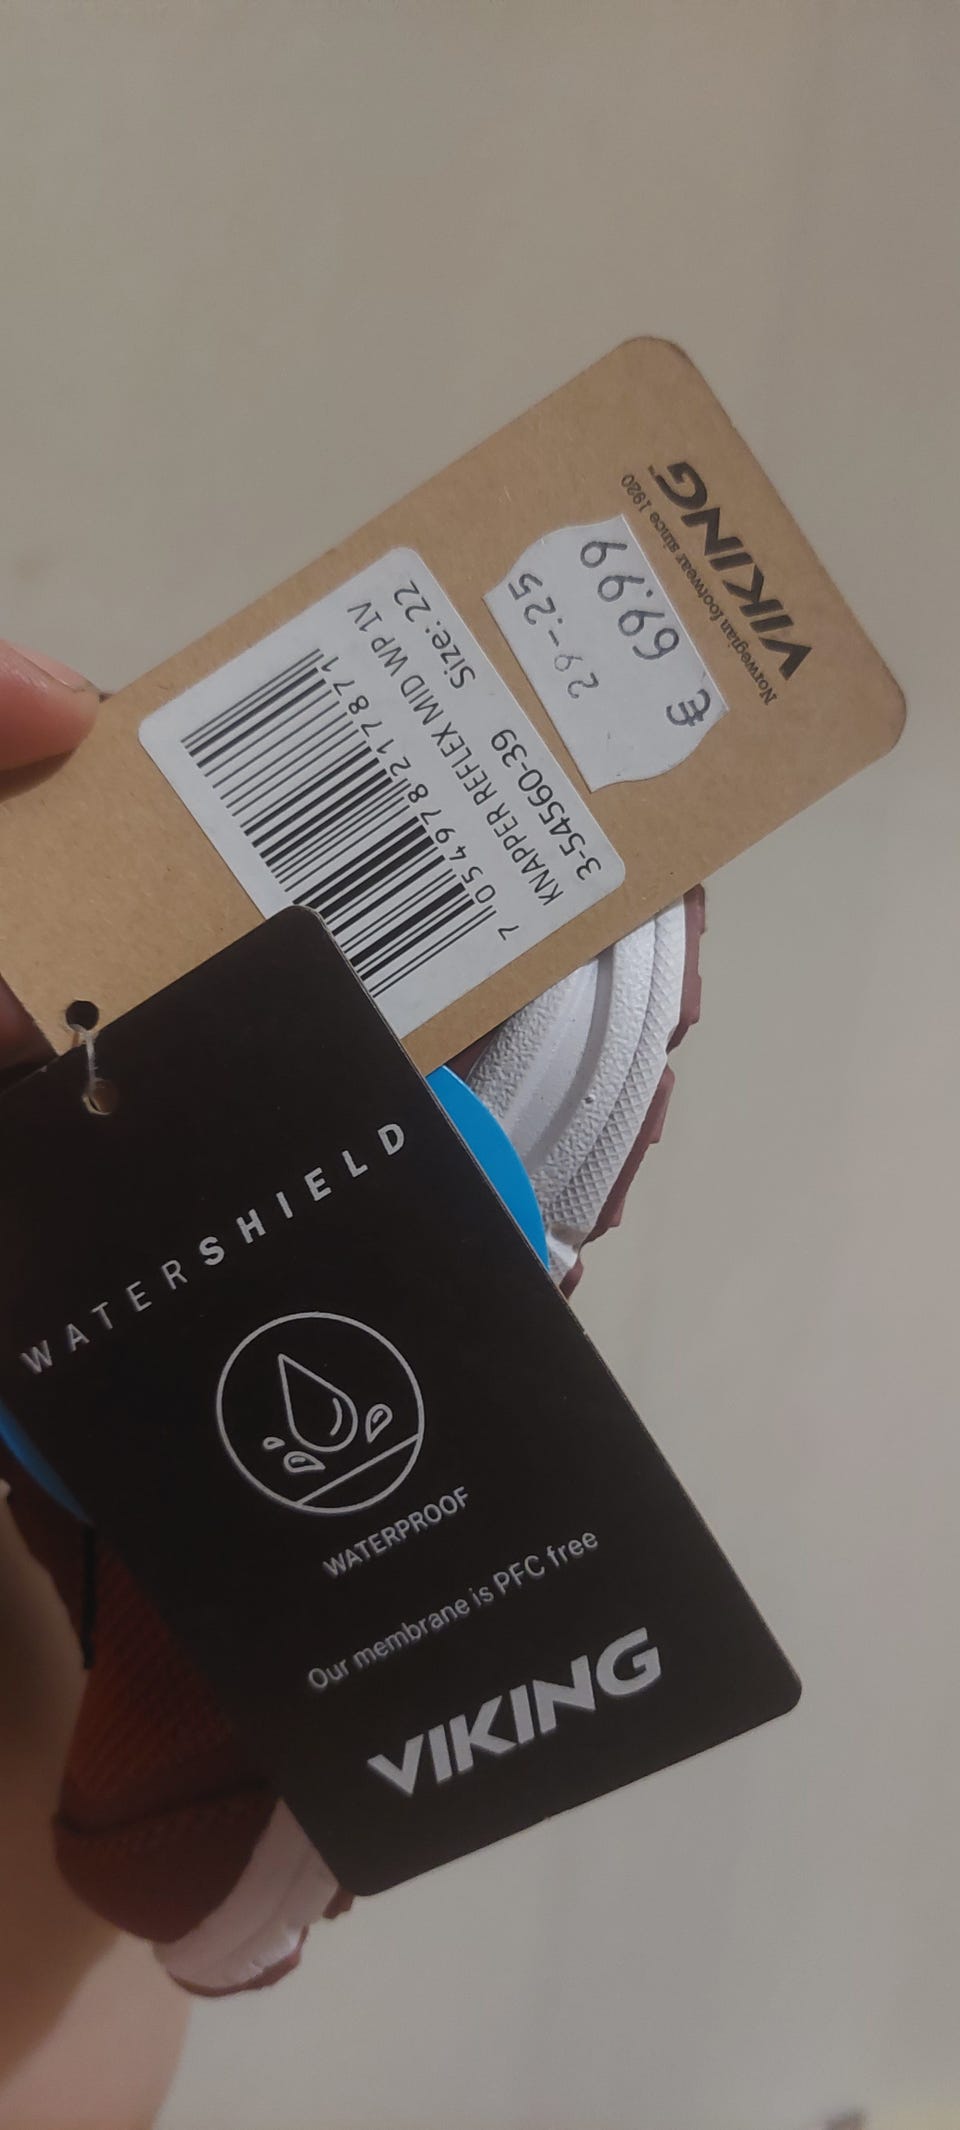 7 054978 217871
KNAPPER REFLEX MID WP 1V
3-54560-39 Size: 22
29-.25
€ 69.99
Norwegian footwear since 1920
VIKING™
WATERSHIELD
WATERPROOF
Our membrane is PFC free
VIKING